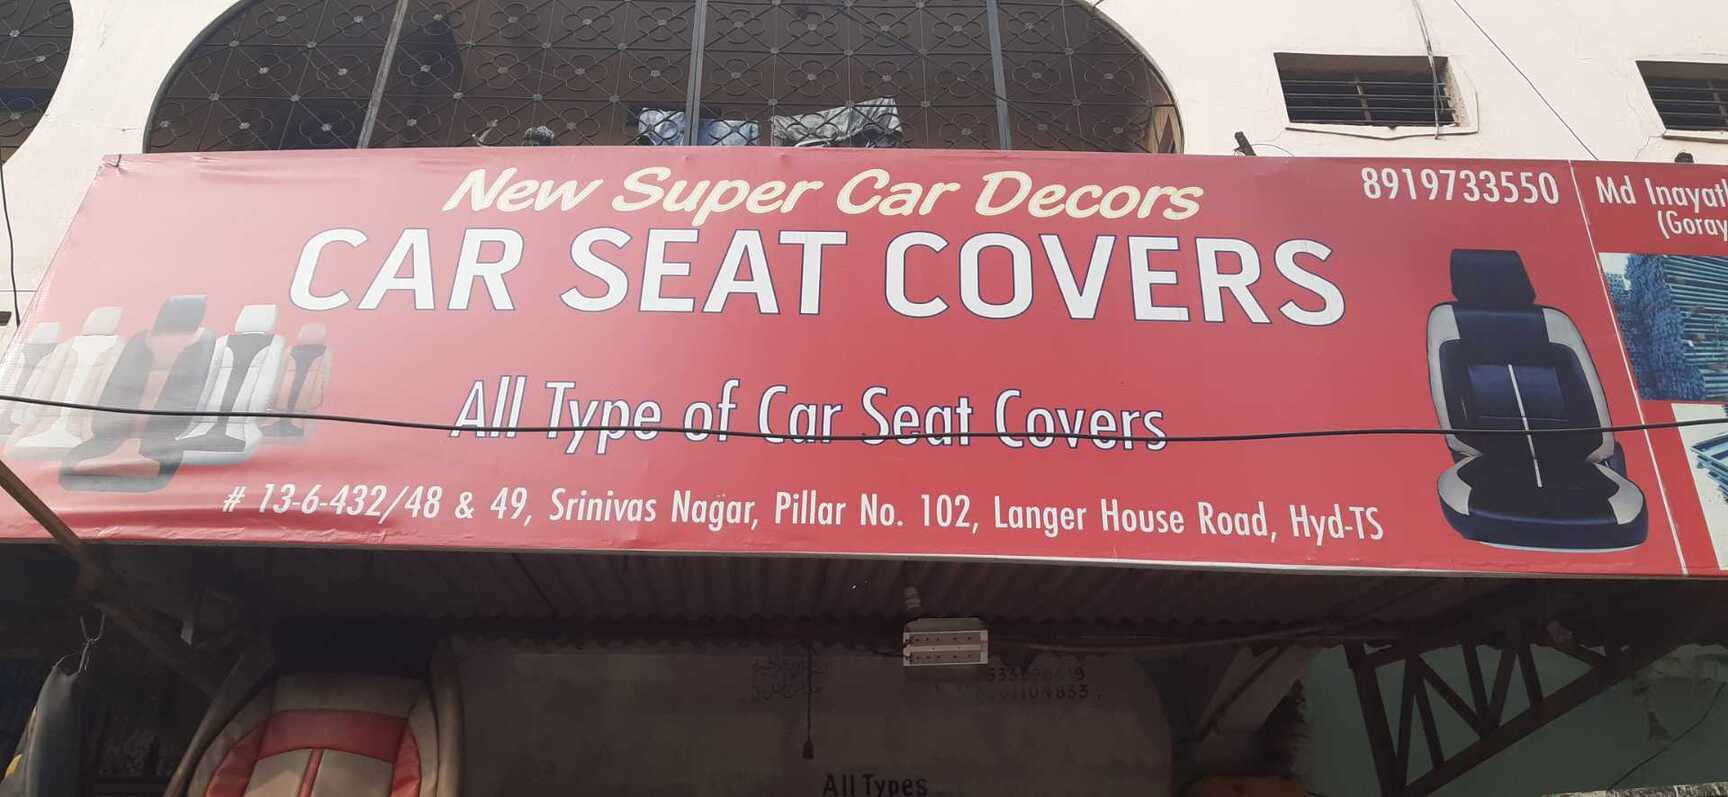 New Super Car Decors
8919733550
CAR SEAT COVERS
All Type of Car Seat Covers
# 13-6-432/48 & 49, Srinivas Nagar, Pillar No. 102, Langer House Road, Hyd-TS
Md Inayat
(Goray
All Types